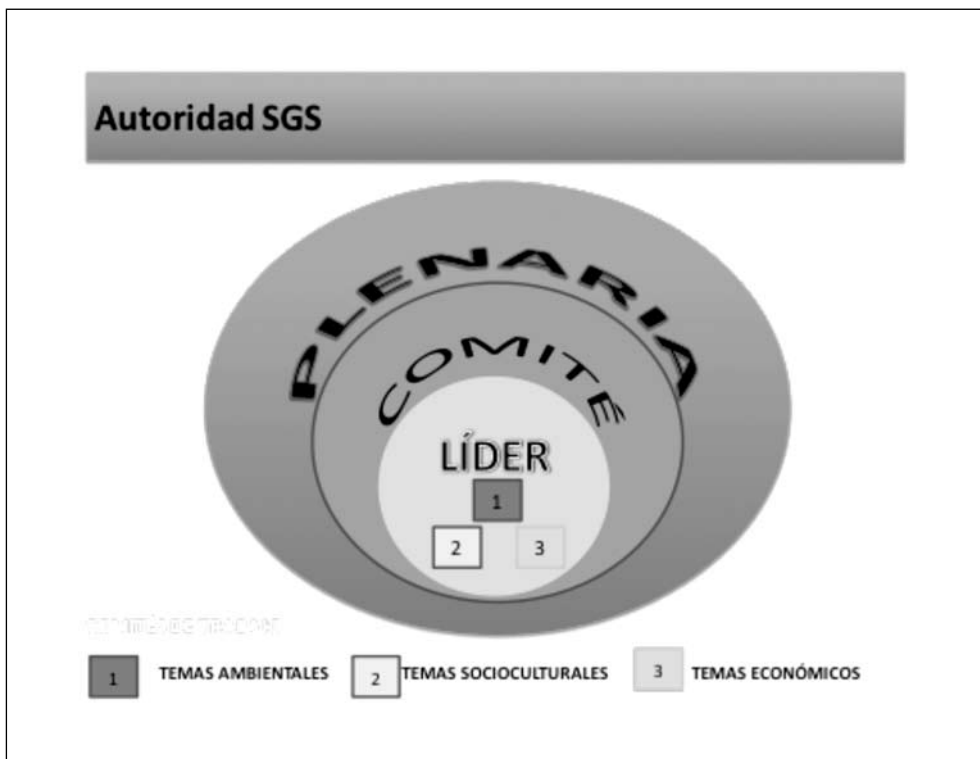 Autoridad SGS
PLENARIA
COMITÉ
LÍDER
1
2 3
1 TEMAS AMBIENTALES 2 TEMAS SOCIOCULTURALES 3 TEMAS ECONÓMICOS